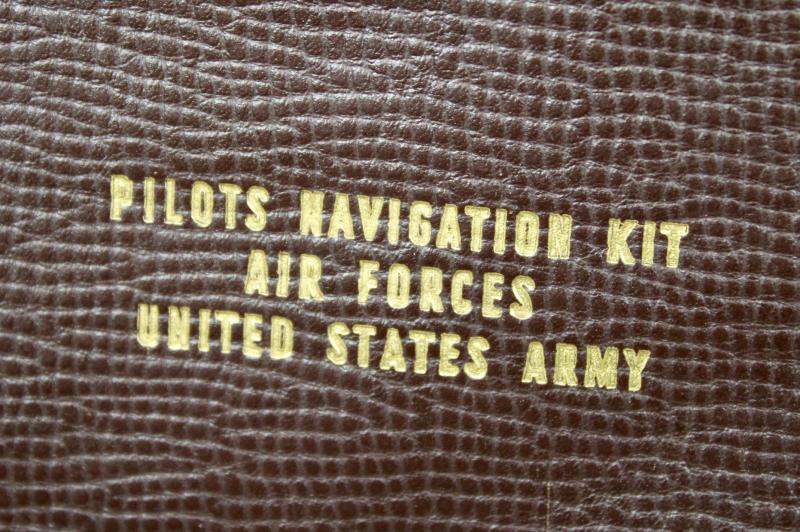 PILOTS NAVIGATION KIT
AIR FORCES
UNITED STATES ARMY